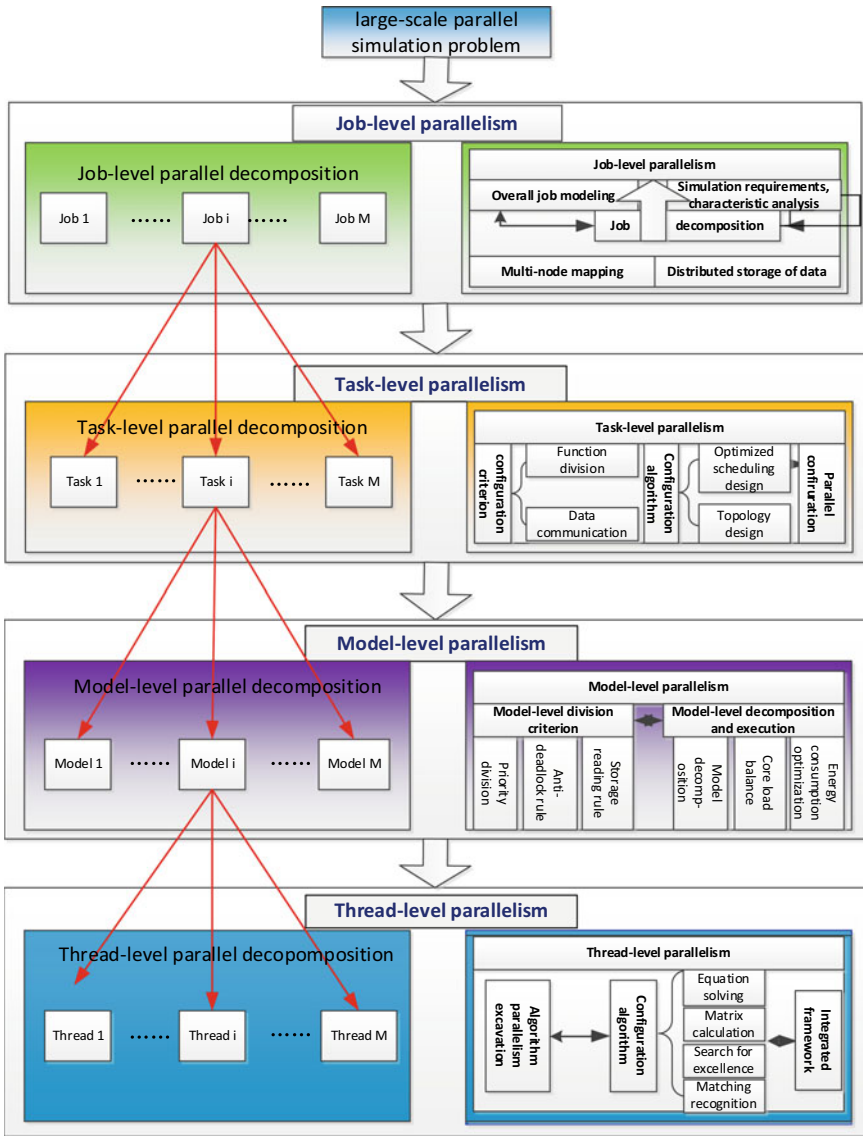 large-scale parallel
simulation problem
Job-level parallelism
Job-level parallel decomposition
Job 1
……
Job i
……
Job M
Job-level parallelism
Overall job modeling
Simulation requirements,
characteristic analysis
Job
decomposition
Multi-node mapping
Distributed storage of data
Task-level parallelism
Task-level parallel decomposition
Task 1
……
Task i
……
Task M
Task-level parallelism
configuration
criterion
Function
division
Data
communication
Configuration
algorithm
Optimized
scheduling
design
Topology
design
Parallel
confiruration
Model-level parallelism
Model-level parallel decomposition
Model 1
……
Model i
……
Model M
Model-level parallelism
Model-level division
criterion
Model-level decomposition
and execution
Priority
division
Anti-
deadlock rule
Storage
reading rule
Model
decomp-
osition
Core load
balance
Energy
consumption
optimization
Thread-level parallelism
Thread-level parallel decopomposition
Thread 1
……
Thread i
……
Thread M
Thread-level parallelism
Algorithm
parallelism
excavation
Configuration
algorithm
Equation
solving
Matrix
calculation
Search for
excellence
Matching
recognition
Integrated
framework